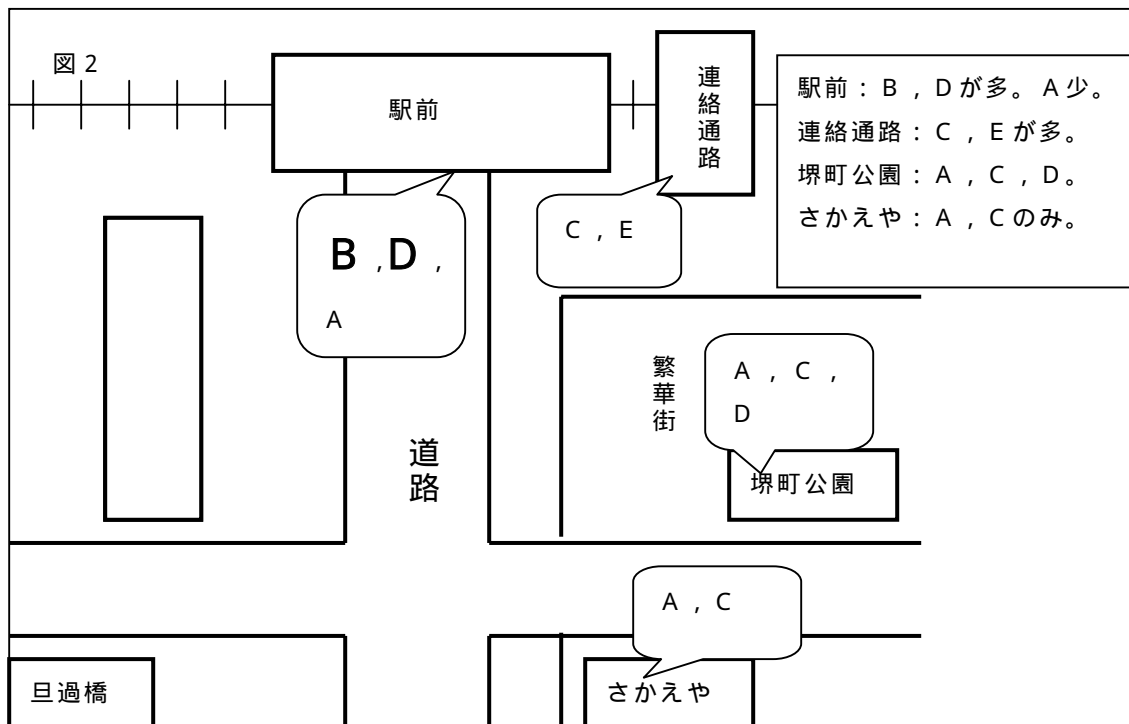 図2
駅前
連絡通路
駅前：B，Dが多。A少。
連絡通路：C，Eが多。
堺町公園：A，C，D。
さかえや：A，Cのみ。
B，D，
A
C，E
繁華街
A，C，
D
堺町公園
道路
A，C
旦過橋
さかえや